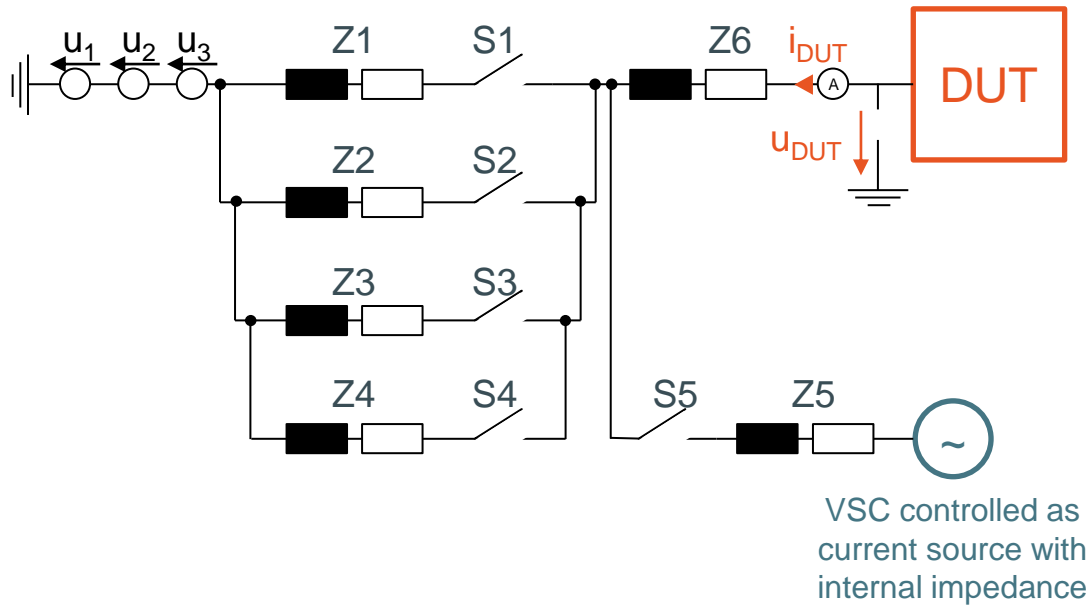 u1 u2 u3
Z1 S1
Z6
iDUT
A
DUT
uDUT
Z2 S2
Z3 S3
Z4 S4
S5 Z5
~
VSC controlled as
current source with
internal impedance